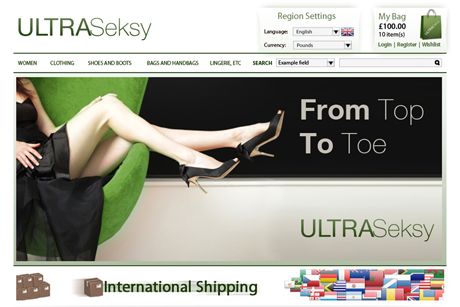 ULTRASeksy
Region Settings
Language: English
Currency: Pounds
My Bag
£100.00
10 item(s)
Login | Register | Wishlist
WOMEN CLOTHING SHOES AND BOOTS BAGS AND HANDBAGS LINGERIE, ETC SEARCH Example field
From Top
To Toe
ULTRASeksy
International Shipping